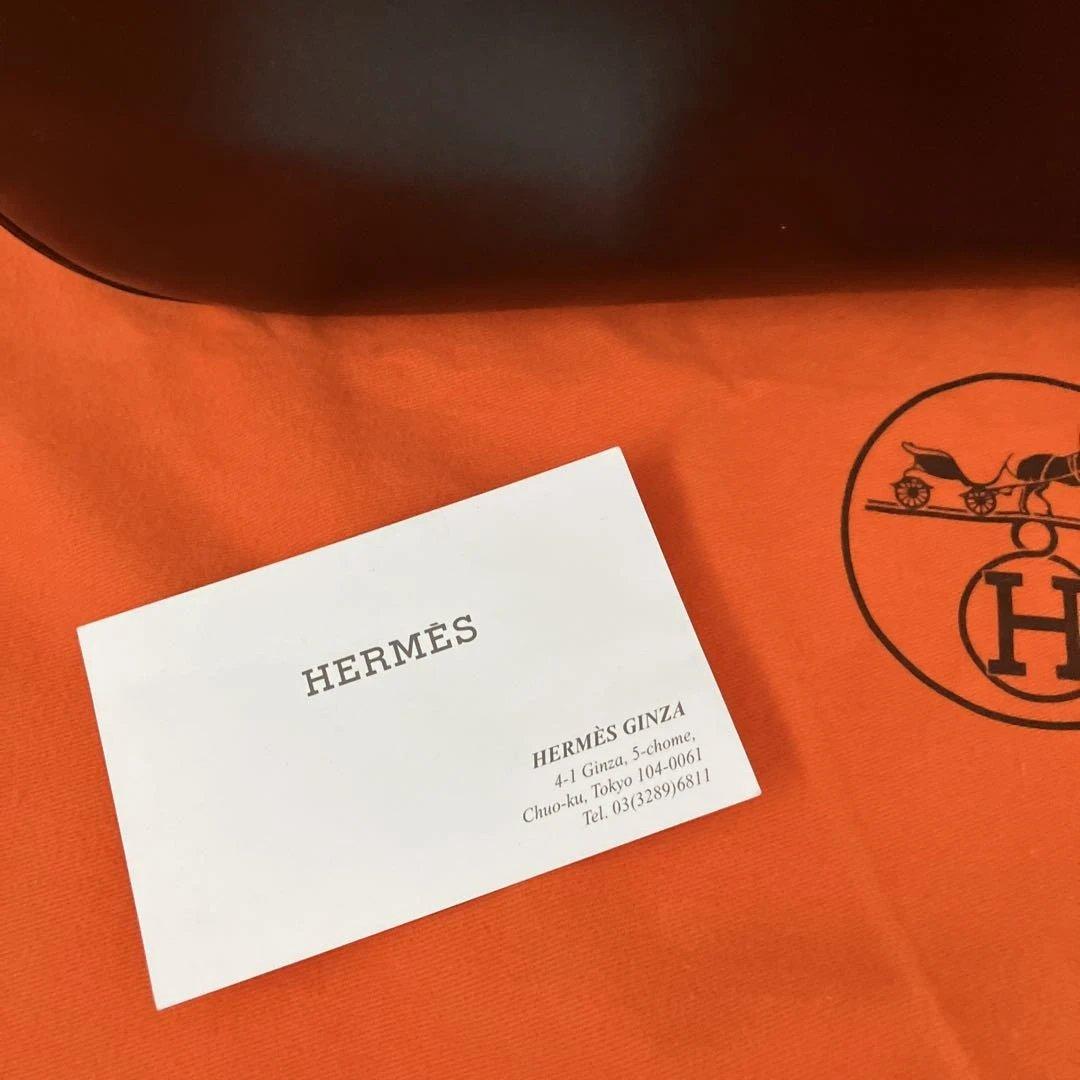 HERMÈS
HERMÈS GINZA
4-1 Ginza, 5-chome,
Chuo-ku, Tokyo 104-0061
Tel. 03(3289)6811
H